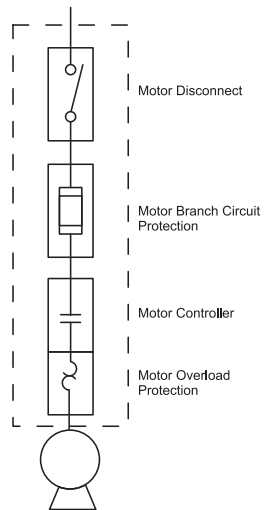 Motor Disconnect
Motor Branch Circuit
Protection
Motor Controller
Motor Overload
Protection